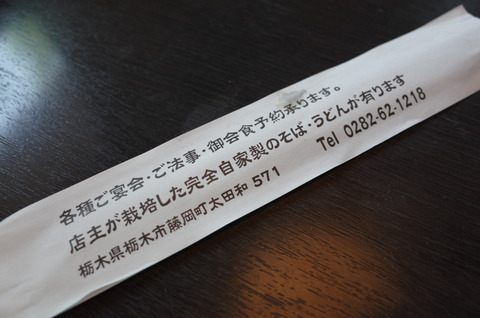 各種ご宴会・ご法事・御会食予約承ります。
店主が栽培した完全自家製のそば・うどんが有ります
栃木県栃木市藤岡町太田和 571 Tel 0282-62-1218